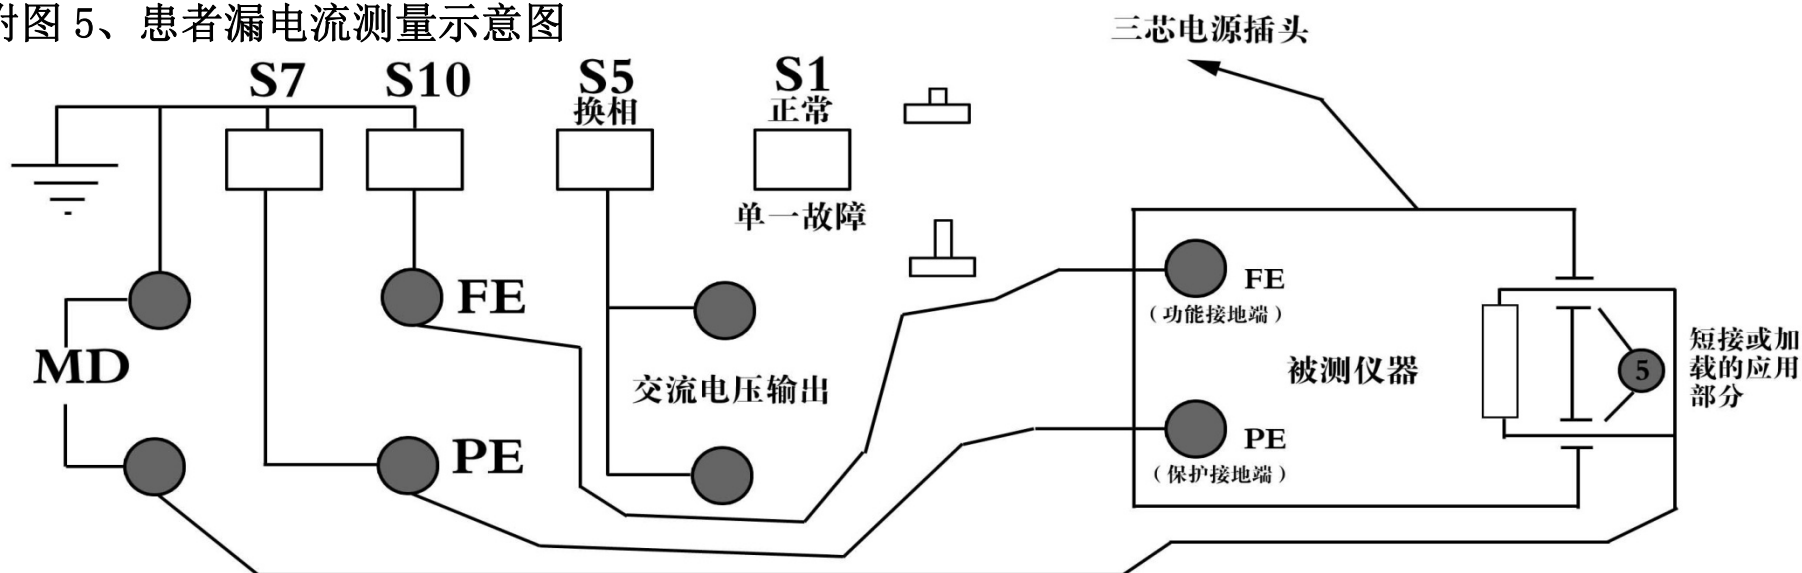 附图 5、患者漏电流测量示意图
三芯电源插头
S7
S10
S5
换相
S1
正常
单一故障
FE
FE
（功能接地端）
MD
交流电压输出
被测仪器
5
短接或加
载的应用
部分
PE
PE
（保护接地端）